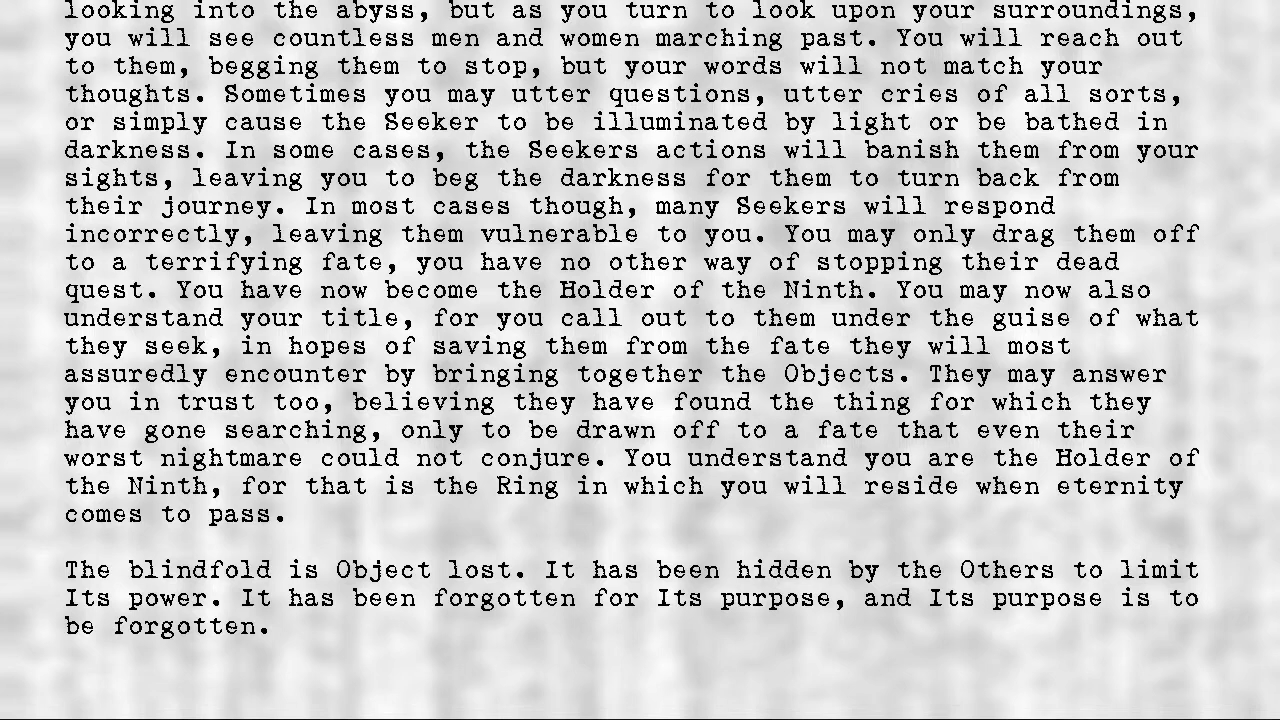 looking into the abyss, but as you turn to look upon your surroundings,
you will see countless men and women marching past. You will reach out
to them, begging them to stop, but your words will not match your
thoughts. Sometimes you may utter questions, utter cries of all sorts,
or simply cause the Seeker to be illuminated by light or be bathed in
darkness. In some cases, the Seekers actions will banish them from your
sights, leaving you to beg the darkness for them to turn back from
their journey. In most cases though, many Seekers will respond
incorrectly, leaving them vulnerable to you. You may only drag them off
to a terrifying fate, you have no other way of stopping their dead
quest. You have now become the Holder of the Ninth. You may now also
understand your title, for you call out to them under the guise of what
they seek, in hopes of saving them from the fate they will most
assuredly encounter by bringing together the Objects. They may answer
you in trust too, believing they have found the thing for which they
have gone searching, only to be drawn off to a fate that even their
worst nightmare could not conjure. You understand you are the Holder of
the Ninth, for that is the Ring in which you will reside when eternity
comes to pass.
The blindfold is Object lost. It has been hidden by the Others to limit
Its power. It has been forgotten for Its purpose, and Its purpose is to
be forgotten.